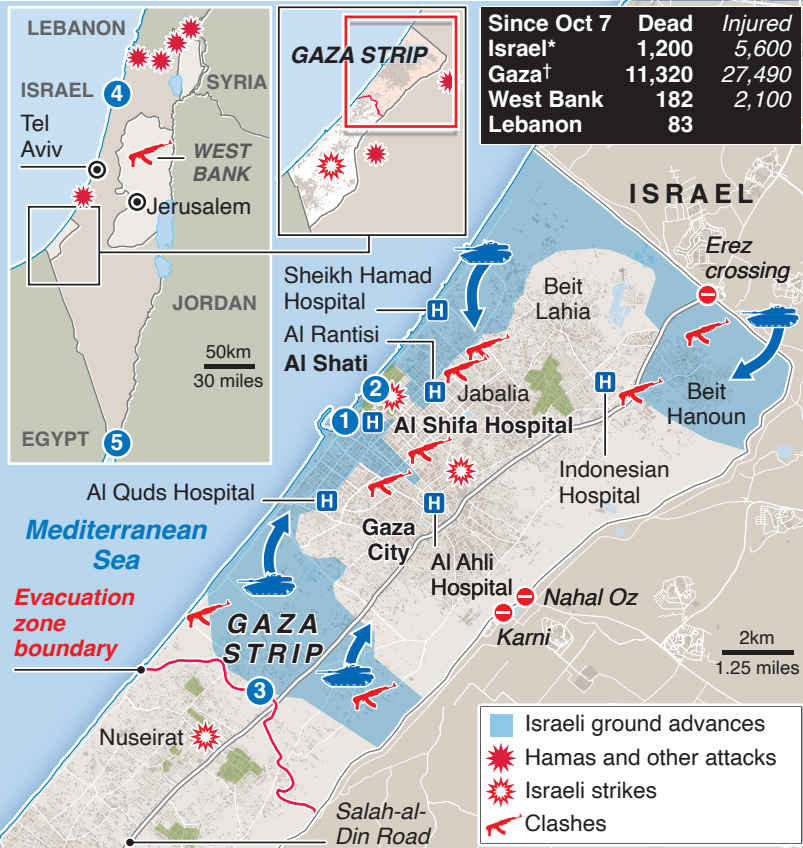 Since Oct 7 Dead Injured
Israel* 1,200 5,600
Gaza† 11,320 27,490
West Bank 182 2,100
Lebanon 83
LEBANON
SYRIA
ISRAEL 4
Tel
Aviv
WEST
BANK
Jerusalem
JORDAN
50km
30 miles
EGYPT 5
GAZA STRIP
ISRAEL
Erez
crossing
Sheikh Hamad
Hospital
H
Beit
Lahia
Al Rantisi
Al Shati
2
H
Jabalia
H
Beit
Hanoun
1
H
Al Shifa Hospital
Indonesian
Hospital
Al Quds Hospital
H
H
Gaza
City
Al Ahli
Hospital
Mediterranean
Sea
Evacuation
zone
boundary
Nahal Oz
Karni
GAZA
STRIP
2km
1.25 miles
3
Nuseirat
Salah-al-
Din Road
Israeli ground advances
Hamas and other attacks
Israeli strikes
Clashes